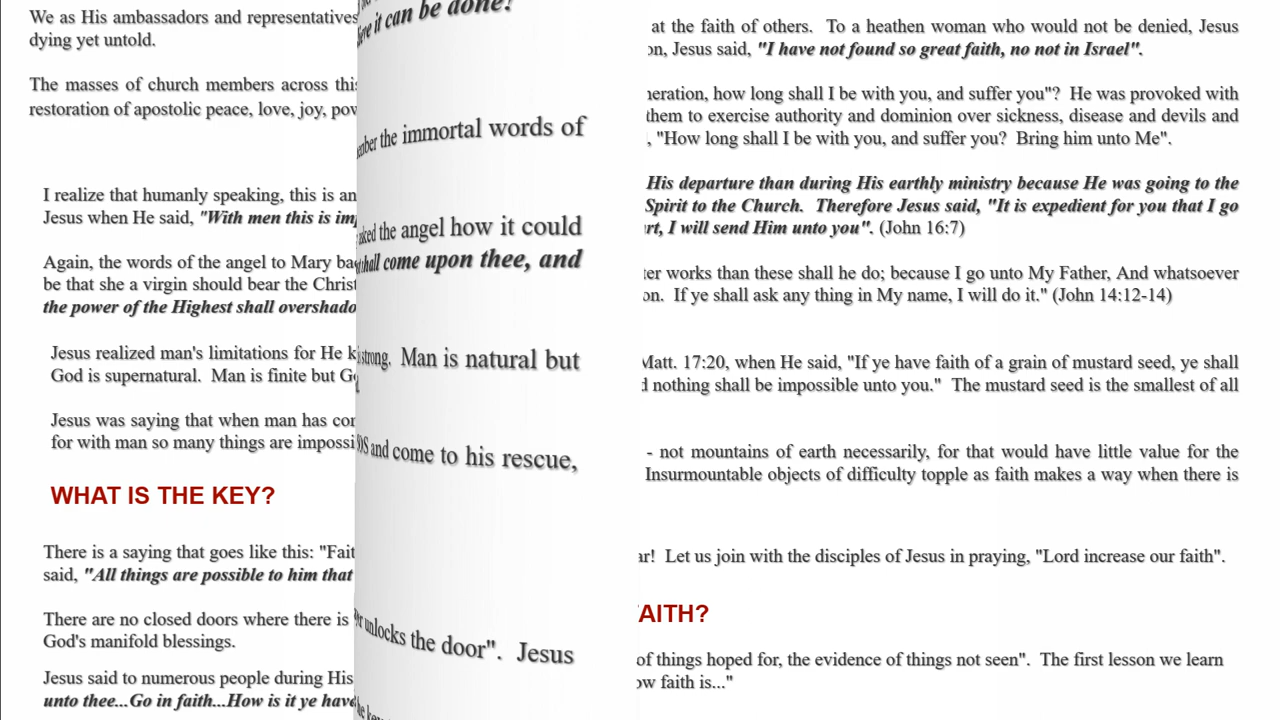 We as His ambassadors and representatives
dying yet untold.
The masses of church members across this
restoration of apostolic peace, love, joy, pow
I realize that humanly speaking, this is an
Jesus when He said, "With men this is imp
Again, the words of the angel to Mary bac
be that she a virgin should bear the Christ
the power of the Highest shall overshado
Jesus realized man's limitations for He k
God is supernatural. Man is finite but Go
Jesus was saying that when man has con
for with man so many things are impossi
WHAT IS THE KEY?
There is a saying that goes like this: "Fait
said, "All things are possible to him that
There are no closed doors where there is
God's manifold blessings.
Jesus said to numerous people during His
unto thee...Go in faith...How is it ye have
it can be done!
the immortal words of
asked the angel how it could
shall come upon thee, and
strong. Man is natural but
SOS and come to his rescue,
unlocks the door". Jesus
at the faith of others. To a heathen woman who would not be denied, Jesus
on, Jesus said, "I have not found so great faith, no not in Israel".
neration, how long shall I be with you, and suffer you"? He was provoked with
them to exercise authority and dominion over sickness, disease and devils and
, "How long shall I be with you, and suffer you? Bring him unto Me".
His departure than during His earthly ministry because He was going to the
Spirit to the Church. Therefore Jesus said, "It is expedient for you that I go
rt, I will send Him unto you". (John 16:7)
ter works than these shall he do; because I go unto My Father, And whatsoever
on. If ye shall ask any thing in My name, I will do it." (John 14:12-14)
Matt. 17:20, when He said, "If ye have faith of a grain of mustard seed, ye shall
d nothing shall be impossible unto you." The mustard seed is the smallest of all
- not mountains of earth necessarily, for that would have little value for the
Insurmountable objects of difficulty topple as faith makes a way when there is
ar! Let us join with the disciples of Jesus in praying, "Lord increase our faith".
FAITH?
of things hoped for, the evidence of things not seen". The first lesson we learn
ow faith is..."